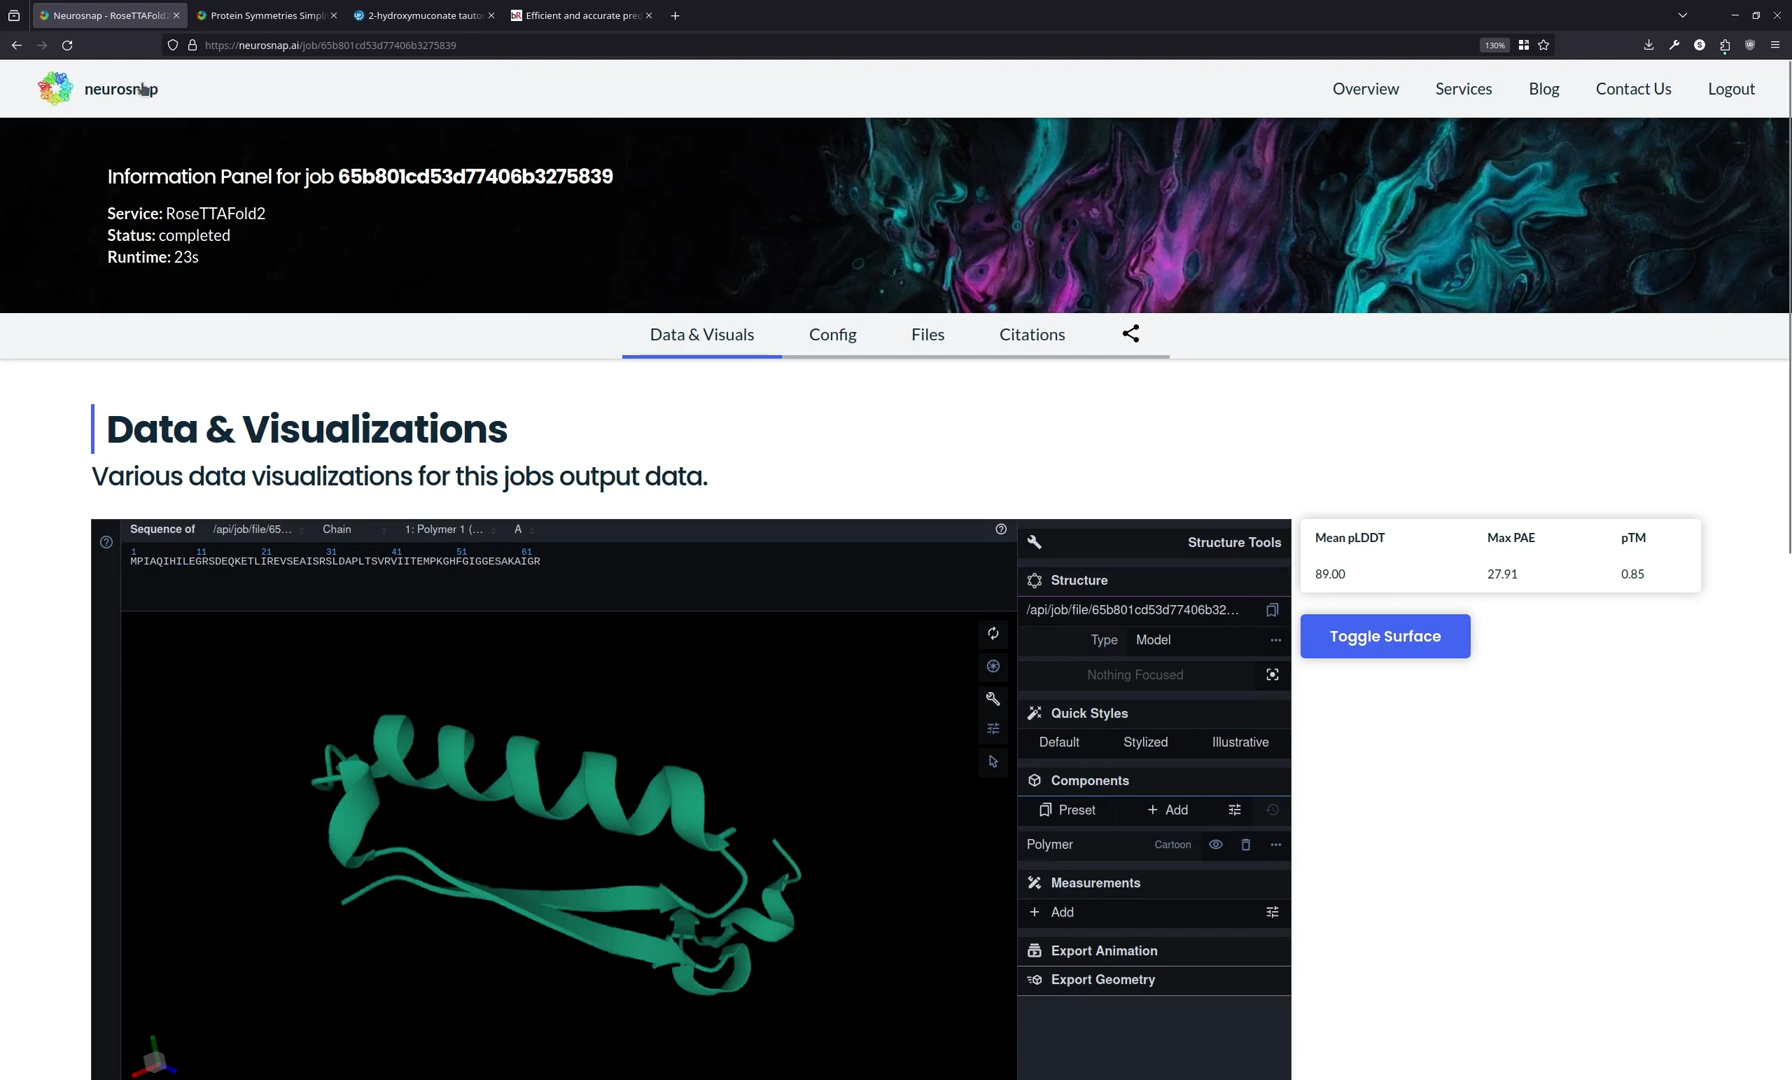 Neurosnap - RoseTTAFold2
Protein Symmetries Simpli
2-hydroxymuconate tauto
bR Efficient and accurate pred
https://neurosnap.ai/job/65b801cd53d77406b3275839
130%
neurosnap
Overview
Services
Blog
Contact Us
Logout
Information Panel for job 65b801cd53d77406b3275839
Service: RoseTTAFold2
Status: completed
Runtime: 23s
Data & Visuals
Config
Files
Citations
Data & Visualizations
Various data visualizations for this jobs output data.
Sequence of /api/job/file/65... Chain 1: Polymer 1 (... A
1 11 21 31 41 51 61
MPIAQIHILEGRSDEQKETLIREVSEAISRSLDAPLTSVRVIITEMPKGHFGIGGESAKAIGR
Structure Tools
Structure
/api/job/file/65b801cd53d77406b32...
Type Model
Nothing Focused
Quick Styles
Default Stylized Illustrative
Components
Preset + Add
Polymer Cartoon
Measurements
+ Add
Export Animation
Export Geometry
Mean pLDDT Max PAE pTM
89.00 27.91 0.85
Toggle Surface